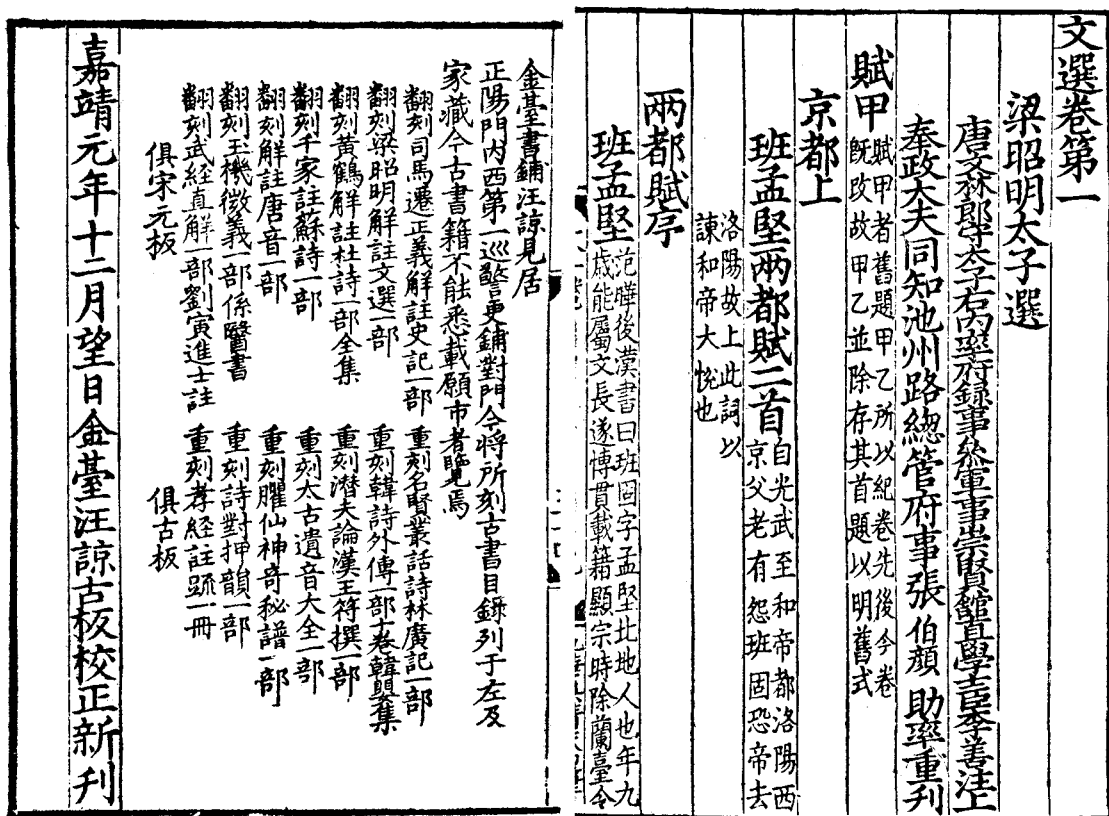 文選卷第一
梁昭明太子選
唐文林郎守太子右內率府錄事參軍事崇賢館直學士臣李善注上
奉政大夫同知池州路總管府事張伯顏助率重刊
賦甲
賦甲者舊題甲乙所以紀卷先後今卷
旣改故甲乙並除存其首題以明舊式
京都上
班孟堅兩都賦二首
自光武至和帝都洛陽西
京父老有怨班固恐帝去
洛陽故上此詞以
諫和帝大悅也
兩都賦序
班孟堅
范曄後漢書曰班固字孟堅北地人也年九
歲能屬文長遂博貫載籍顯宗時除蘭臺令
金臺書鋪汪諒見居
正陽門內西第一巡警更鋪對門今將所刻古書目錄列于左及
家藏今古書籍不能悉載願市者覽焉
翻刻司馬遷正義解註史記一部
翻刻梁昭明解註文選一部
翻刻黃鶴解註杜詩一部全集
翻刻千家註蘇詩一部
翻刻解註唐音一部
翻刻玉機微義一部係醫書
翻刻武經直解一部劉寅進士註
俱宋元板
重刻名賢叢話詩林廣記一部
重刻韓詩外傳一部十卷韓嬰集
重刻潛夫論漢王符撰一部
重刻太古遺音大全一部
重刻臞仙神奇秘譜一部
重刻詩對押韻一部
重刻孝經註疏一冊
俱古板
嘉靖元年十二月望日金臺汪諒古板校正新刊